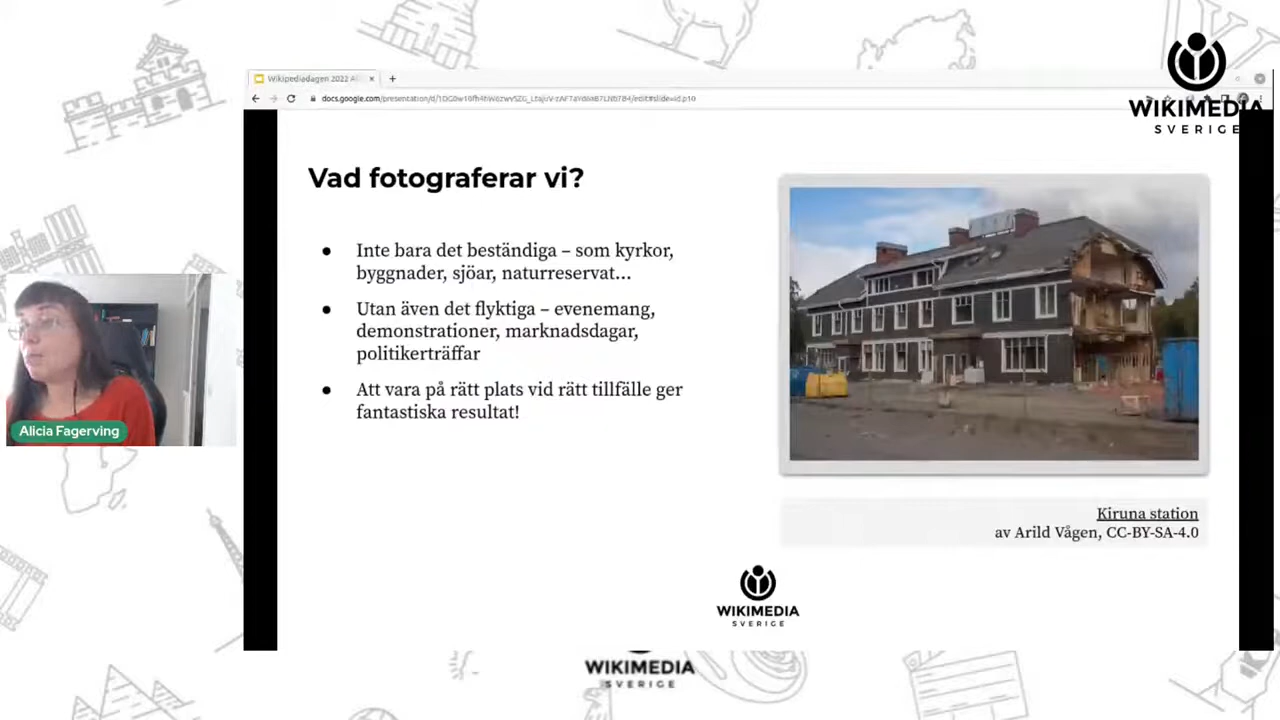 Wikipediadagen 2022
WIKIMEDIA
SVERIGE
Vad fotograferar vi?
● Inte bara det beständiga – som kyrkor,
byggnader, sjöar, naturreservat...
● Utan även det flyktiga – evenemang,
demonstrationer, marknadsdagar,
politikerträffar
● Att vara på rätt plats vid rätt tillfälle ger
fantastiska resultat!
Alicia Fagerving
Kiruna station
av Arild Vågen, CC-BY-SA-4.0
WIKIMEDIA
SVERIGE
WIKIMEDIA
SVERIGE